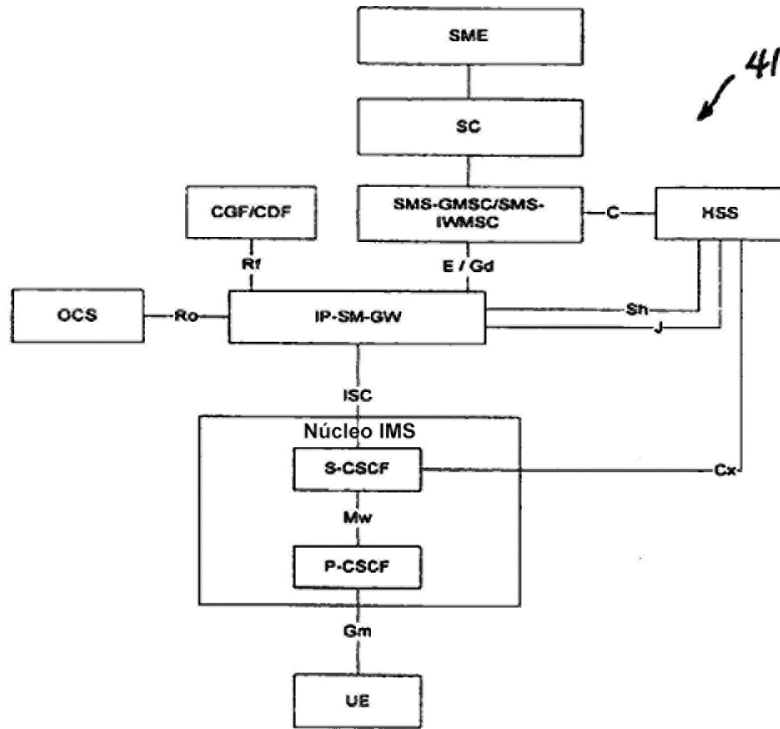 SME
41
SC
CGF/CDF
SMS-GMSC/SMS-
IWMSC
C
HSS
Rf
E / Gd
OCS
Ro
IP-SM-GW
Sh
J
ISC
Núcleo IMS
S-CSCF
Cx
Mw
P-CSCF
Gm
UE